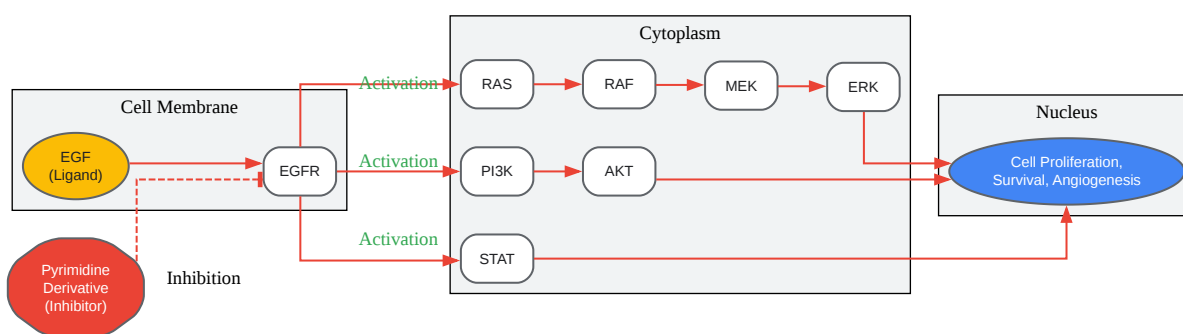 Cytoplasm
Activation
RAS
RAF
MEK
ERK
Cell Membrane
Nucleus
EGF
(Ligand)
EGFR
Activation
PI3K
AKT
Cell Proliferation,
Survival, Angiogenesis
Activation
STAT
Pyrimidine
Derivative
(Inhibitor)
Inhibition